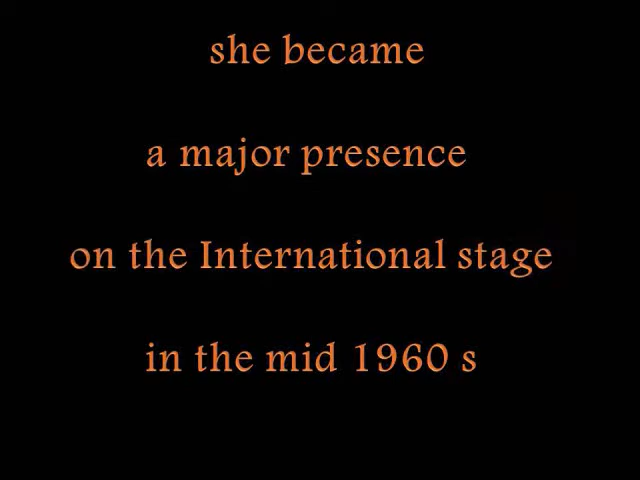 she became
a major presence
on the International stage
in the mid 1960 s